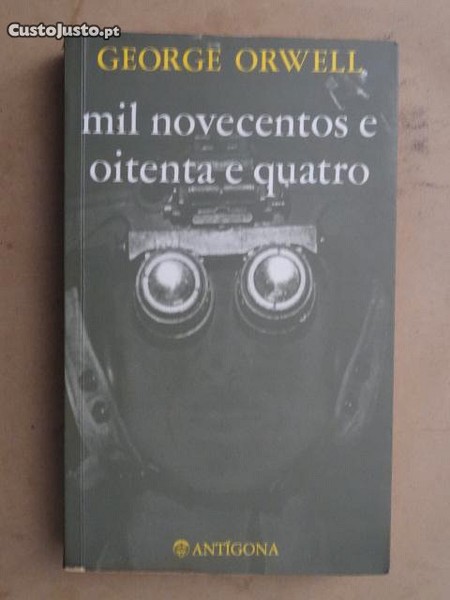 CustoJusto.pt
GEORGE ORWELL
mil novecentos e
oitenta e quatro
ANTÍGONA